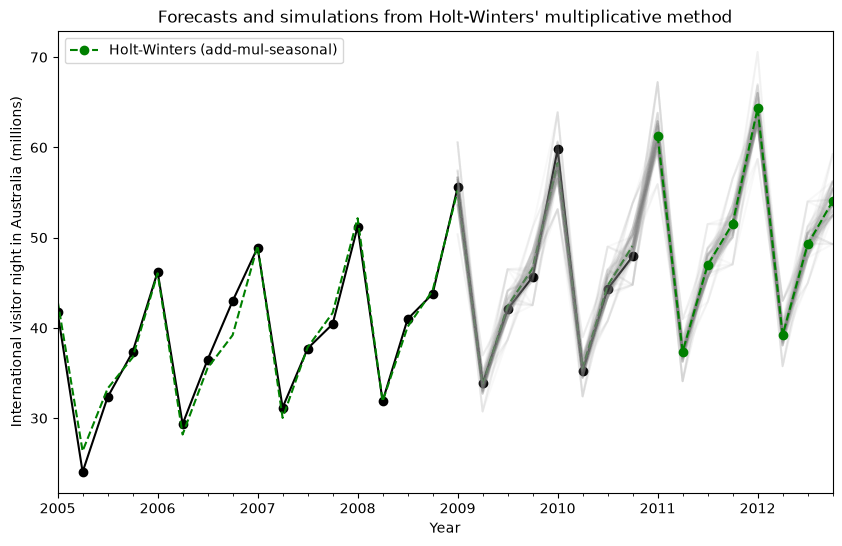 Forecasts and simulations from Holt-Winters' multiplicative method
Holt-Winters (add-mul-seasonal)
International visitor night in Australia (millions)
70
60
50
40
30
2005 2006 2007 2008 2009 2010 2011 2012
Year